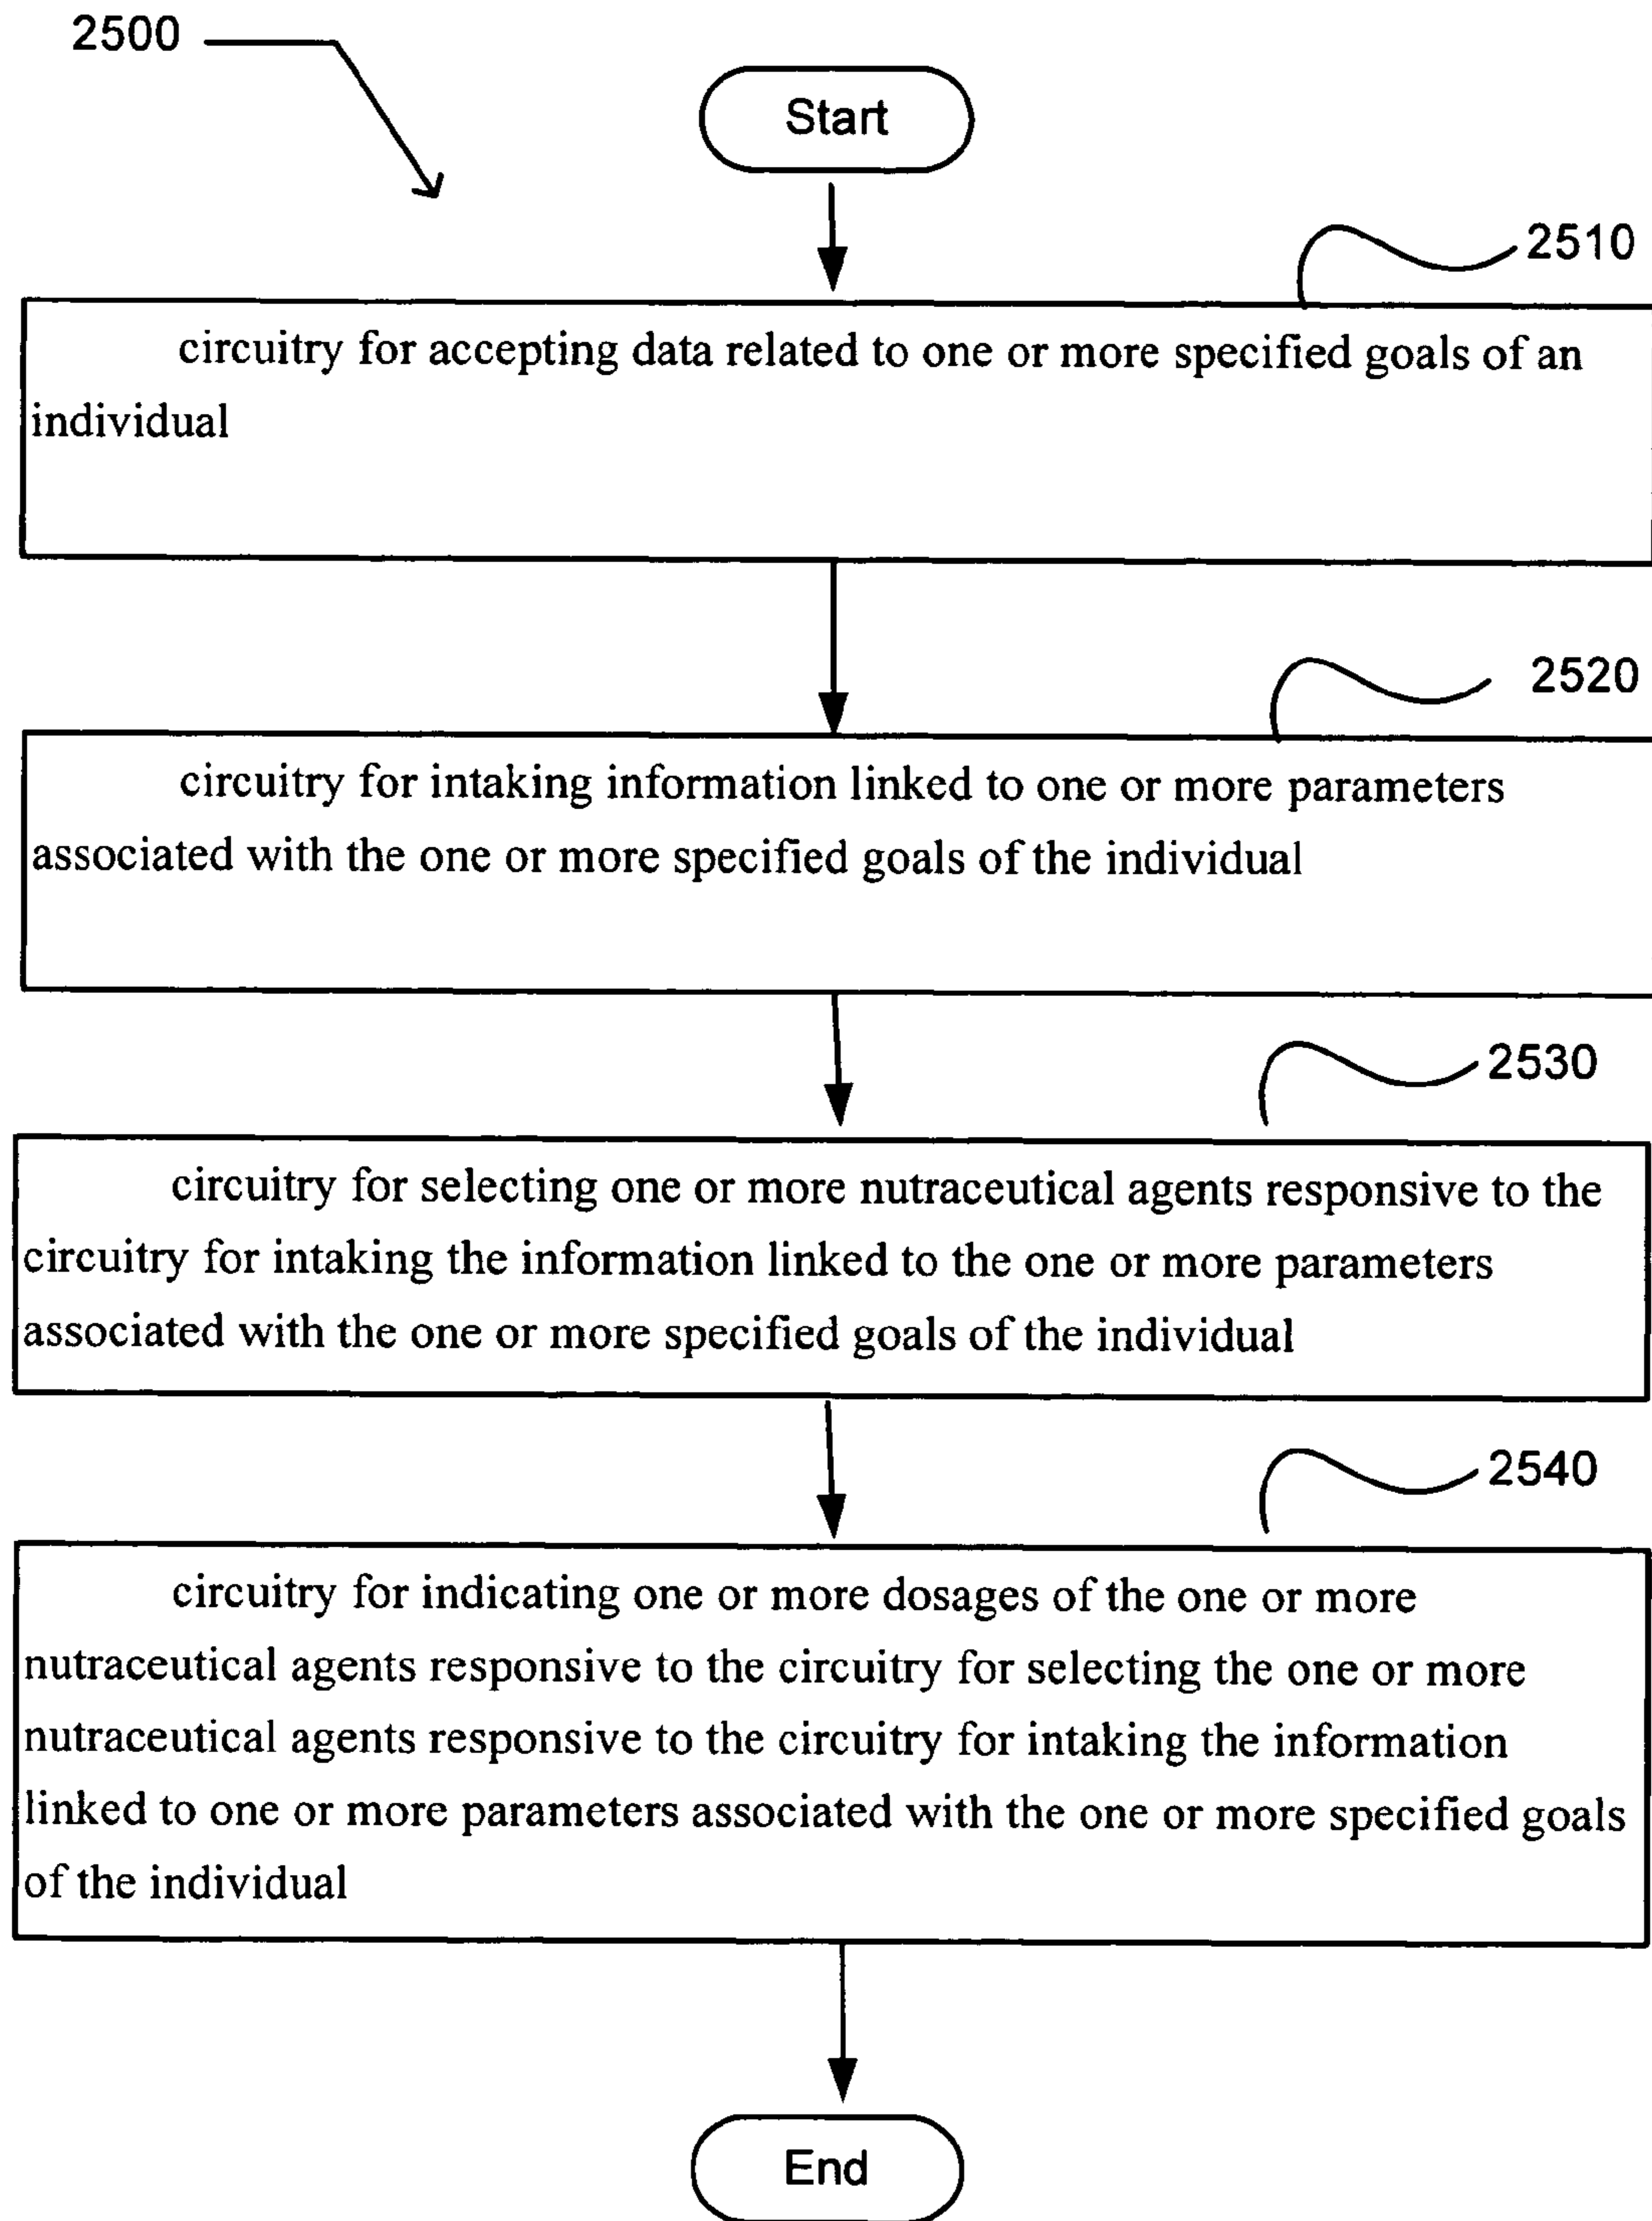 2500
Start
2510
circuitry for accepting data related to one or more specified goals of an
individual
2520
circuitry for intaking information linked to one or more parameters
associated with the one or more specified goals of the individual
2530
circuitry for selecting one or more nutraceutical agents responsive to the
circuitry for intaking the information linked to the one or more parameters
associated with the one or more specified goals of the individual
2540
circuitry for indicating one or more dosages of the one or more
nutraceutical agents responsive to the circuitry for selecting the one or more
nutraceutical agents responsive to the circuitry for intaking the information
linked to one or more parameters associated with the one or more specified goals
of the individual
End